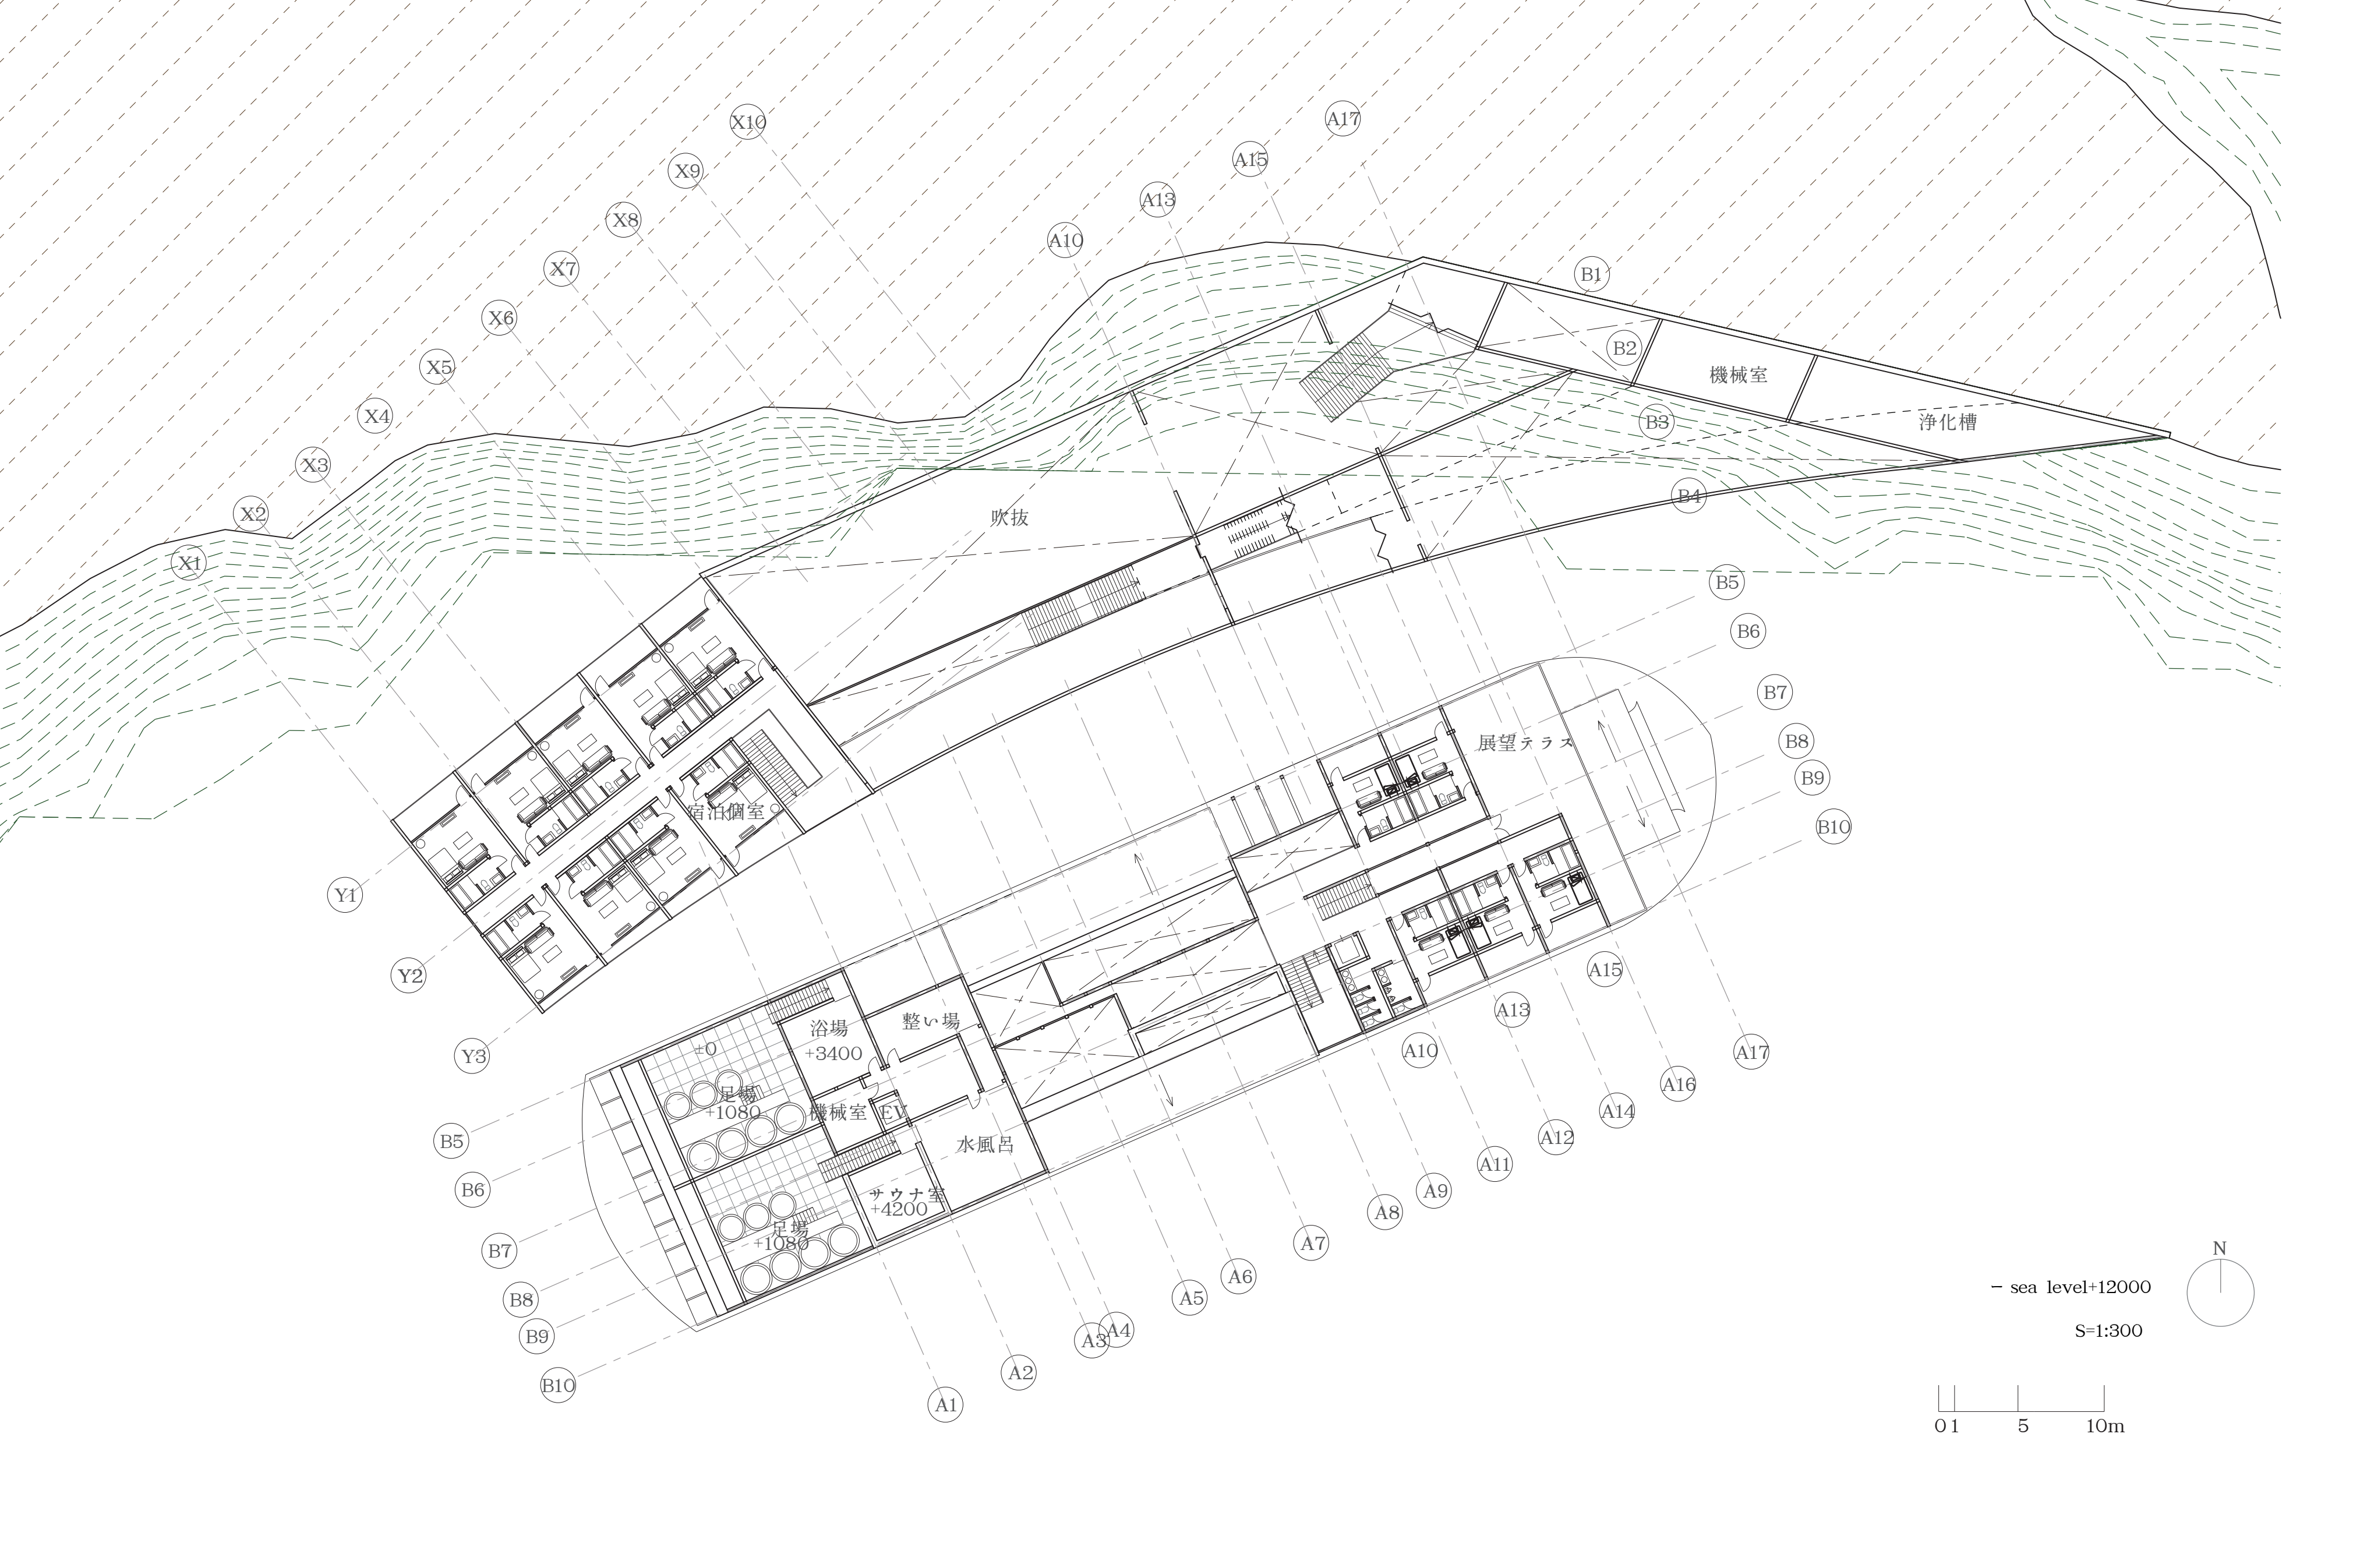 X10
A17
A15
X9
A13
X8
A10
X7
B1
X6
B2
X5
機械室
X4
浄化槽
B3
X3
B4
X2
吹抜
X1
B5
B6
B7
展望テラス
B8
B9
宿泊個室
B10
Y1
Y2
A15
A13
整い場
浴場
+3400
±0
A10
A17
Y3
A16
足場
+1080
機械室
EV
A14
B5
A12
水風呂
A11
B6
A9
サウナ室
+4200
A8
足場
+1080
A7
B7
N
A6
sea level+12000
B8
A5
S=1:300
A4
B9
A3
A2
B10
A1
0 1 5 10m